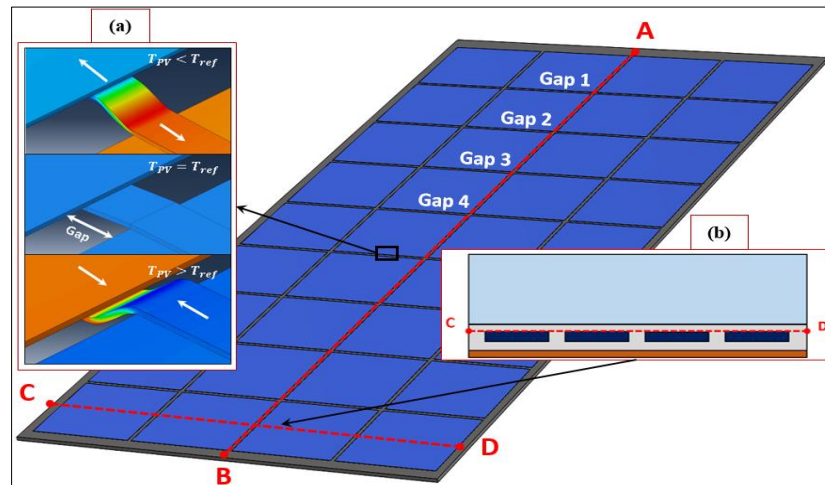 (a)
T_PV < T_ref
T_PV = T_ref
Gap
T_PV > T_ref
A
Gap 1
Gap 2
Gap 3
Gap 4
(b)
C
D
C
D
B